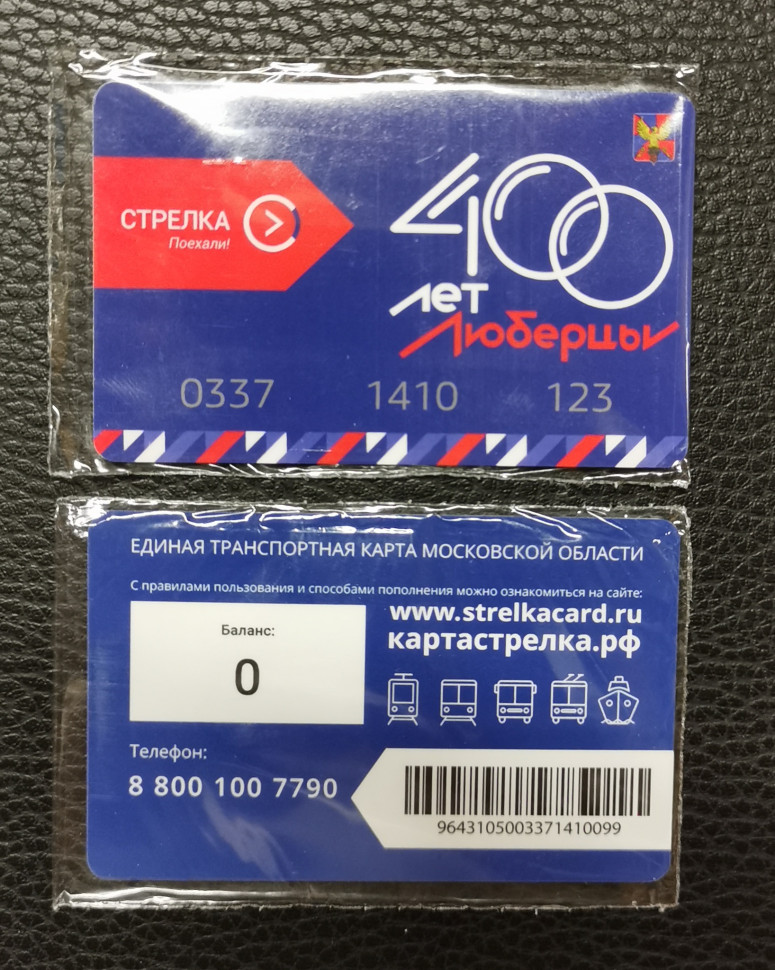 СТРЕЛКА
Поехали!
400
лет
Люберцы
0337 1410 123
ЕДИНАЯ ТРАНСПОРТНАЯ КАРТА МОСКОВСКОЙ ОБЛАСТИ
С правилами пользования и способами пополнения можно ознакомиться на сайте:
www.strelkacard.ru
картастрелка.рф
Баланс:
0
Телефон:
8 800 100 7790
9643105003371410099